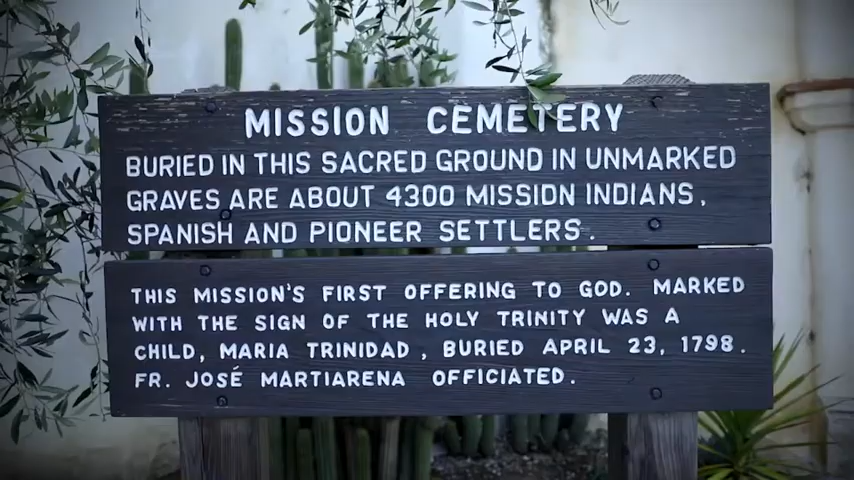 MISSION CEMETERY
BURIED IN THIS SACRED GROUND IN UNMARKED
GRAVES ARE ABOUT 4300 MISSION INDIANS,
SPANISH AND PIONEER SETTLERS.
THIS MISSION'S FIRST OFFERING TO GOD. MARKED
WITH THE SIGN OF THE HOLY TRINITY WAS A
CHILD, MARIA TRINIDAD, BURIED APRIL 23, 1798.
FR. JOSÉ MARTIARENA OFFICIATED.